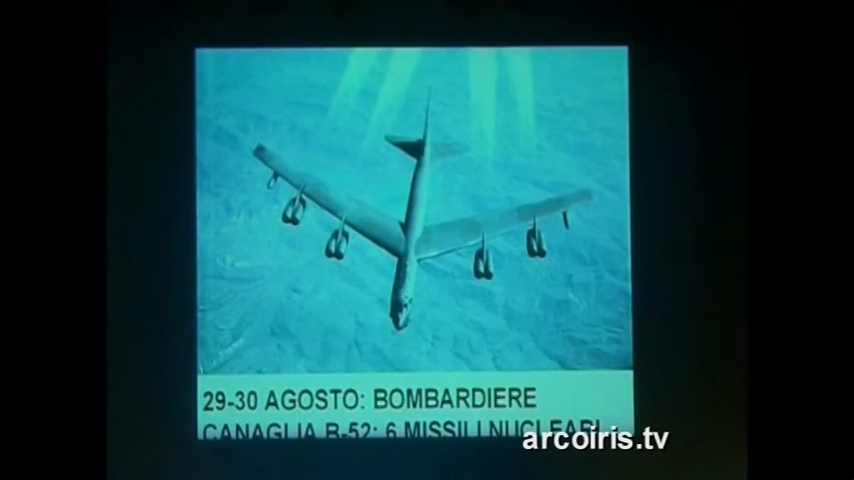 29-30 AGOSTO: BOMBARDIERE
CANAGLIA B-52: 6 MISSILI NUCLEARI
arcoiris.tv